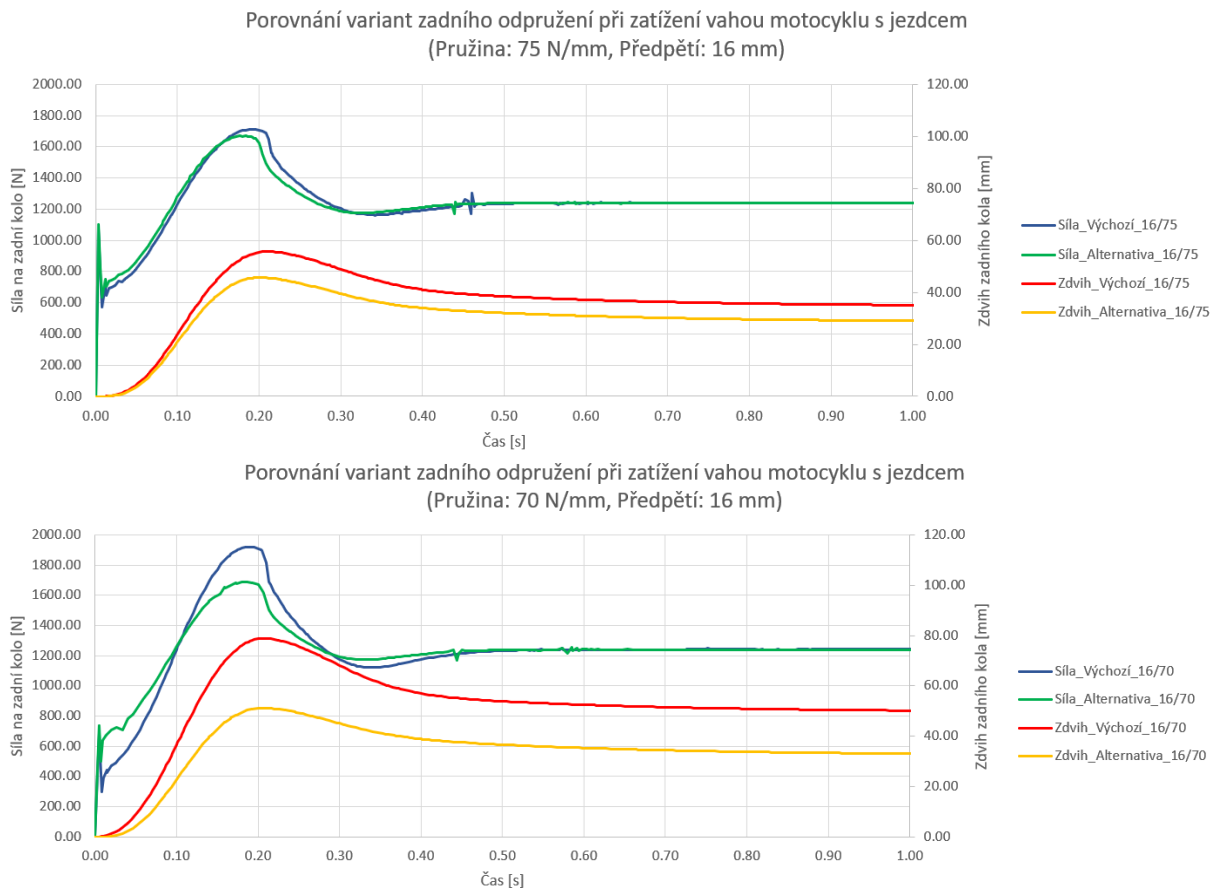 Porovnání variant zadního odpružení při zatížení vahou motocyklu s jezdcem
(Pružina: 75 N/mm, Předpětí: 16 mm)
Síla na zadní kolo [N]
2000.00
1800.00
1600.00
1400.00
1200.00
1000.00
800.00
600.00
400.00
200.00
0.00
120.00
100.00
80.00
60.00
40.00
20.00
0.00
Zdvih zadního kola [mm]
0.00 0.10 0.20 0.30 0.40 0.50 0.60 0.70 0.80 0.90 1.00
Čas [s]
Síla_Výchozí_16/75
Síla_Alternativa_16/75
Zdvih_Výchozí_16/75
Zdvih_Alternativa_16/75
Porovnání variant zadního odpružení při zatížení vahou motocyklu s jezdcem
(Pružina: 70 N/mm, Předpětí: 16 mm)
Síla na zadní kolo [N]
2000.00
1800.00
1600.00
1400.00
1200.00
1000.00
800.00
600.00
400.00
200.00
0.00
120.00
100.00
80.00
60.00
40.00
20.00
0.00
Zdvih zadního kola [mm]
0.00 0.10 0.20 0.30 0.40 0.50 0.60 0.70 0.80 0.90 1.00
Čas [s]
Síla_Výchozí_16/70
Síla_Alternativa_16/70
Zdvih_Výchozí_16/70
Zdvih_Alternativa_16/70